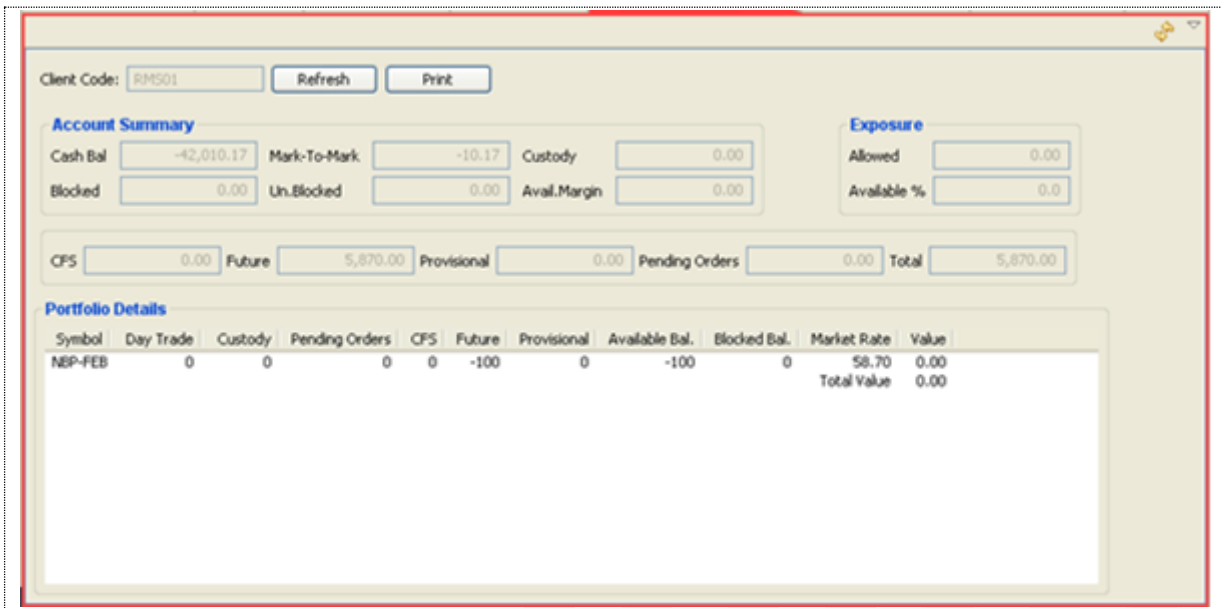 Client Code: RMS01 Refresh Print
Account Summary Exposure
Cash Bal -42,010.17 Mark-To-Mark -10.17 Custody 0.00 Allowed 0.00
Blocked 0.00 Un.Blocked 0.00 Avail.Margin 0.00 Available % 0.0
CFS 0.00 Future 5,870.00 Provisional 0.00 Pending Orders 0.00 Total 5,870.00
Portfolio Details
Symbol Day Trade Custody Pending Orders CFS Future Provisional Available Bal. Blocked Bal. Market Rate Value
NBP-FEB 0 0 0 0 -100 0 -100 0 58.70 0.00
Total Value 0.00